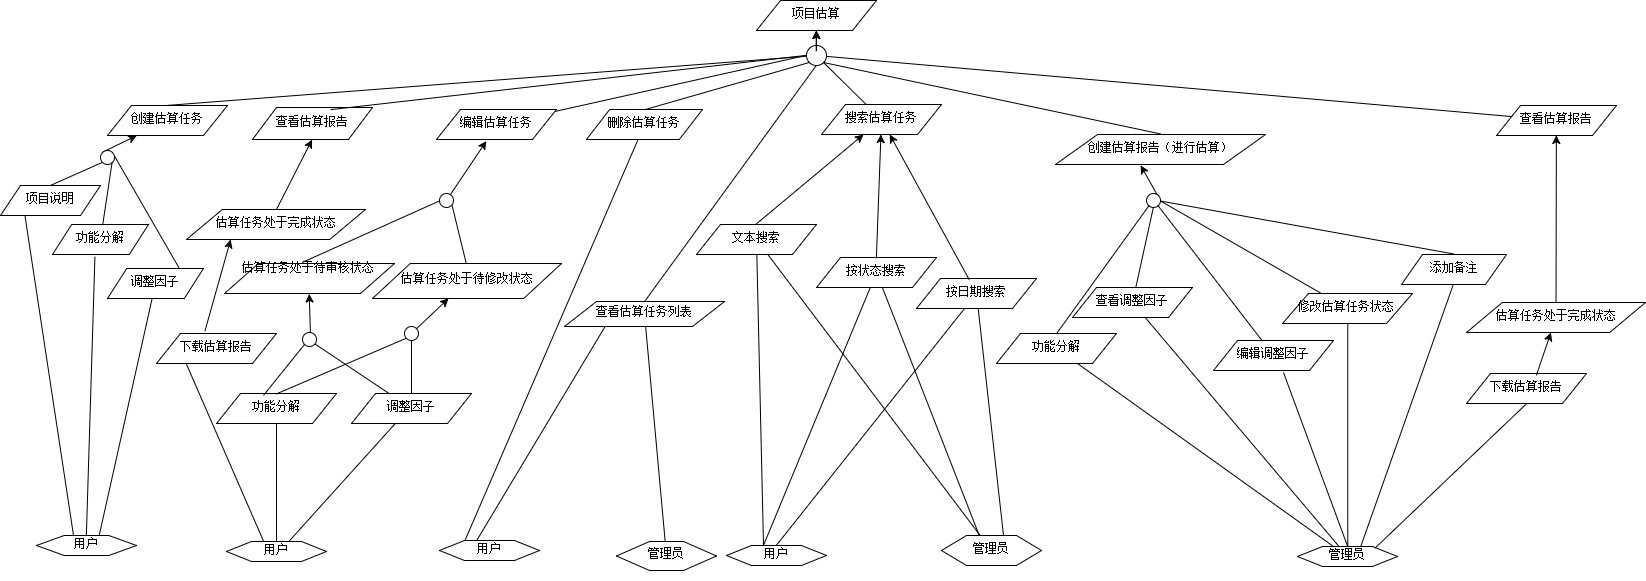 项目估算
创建估算任务
查看估算报告
编辑估算任务
删除估算任务
搜索估算任务
创建估算报告（进行估算）
查看估算报告
项目说明
功能分解
调整因子
估算任务处于完成状态
估算任务处于待审核状态
估算任务处于待修改状态
下载估算报告
功能分解
调整因子
查看估算任务列表
文本搜索
按状态搜索
按日期搜索
功能分解
查看调整因子
编辑调整因子
修改估算任务状态
添加备注
估算任务处于完成状态
下载估算报告
用户
用户
用户
管理员
用户
管理员
管理员